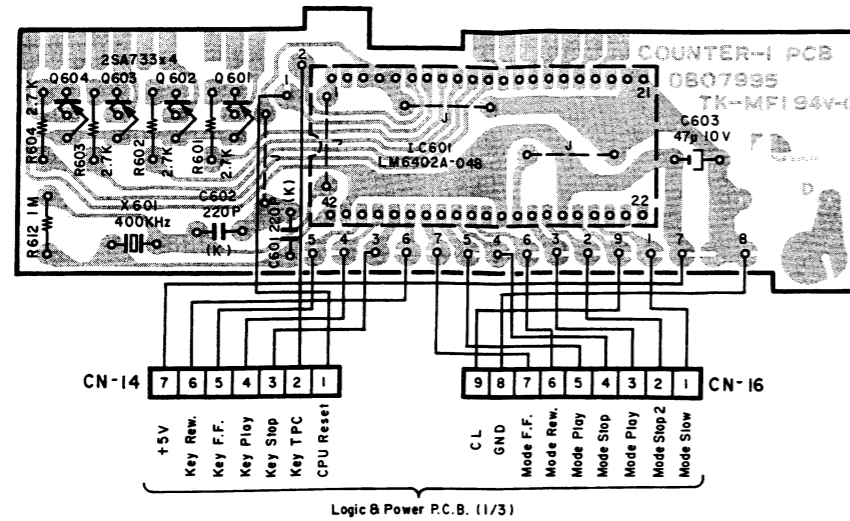 2SA733x4
Q604 Q603 Q602 Q601
R604 2.7K
R603 2.7K
R602 2.7K
R601 2.7K
R612 1M
X601
400KHz
C602
220P
(K)
C601 220P
(K)
2
1
J
J
J
J
IC601
LM6402A-048
21
42
22
COUNTER-1 PCB
0B07995
C603
47μ 10V
D
5 4 3 6 7 5 4 6 3 2 9 1 7 8
CN-14
7 6 5 4 3 2 1
9 8 7 6 5 4 3 2 1
CN-16
+5V
Key Rew.
Key F.F.
Key Play
Key Stop
Key TPC
CPU Reset
CL
GND
Mode F.F.
Mode Rew.
Mode Play
Mode Stop
Mode Play
Mode Stop2
Mode Slow
Logic & Power P.C.B. (1/3)